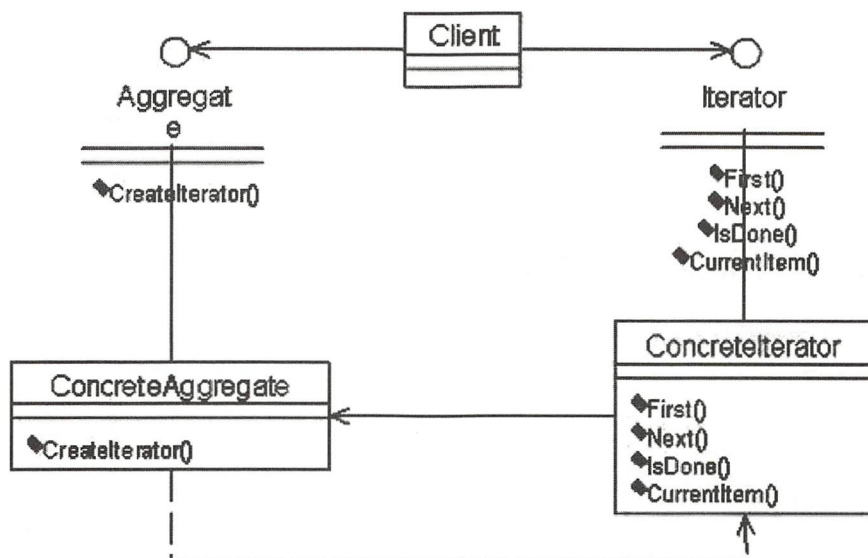 Client
Aggregat
e
CreateIterator()
Iterator
First()
Next()
IsDone()
CurrentItem()
ConcreteAggregate
CreateIterator()
ConcreteIterator
First()
Next()
IsDone()
CurrentItem()